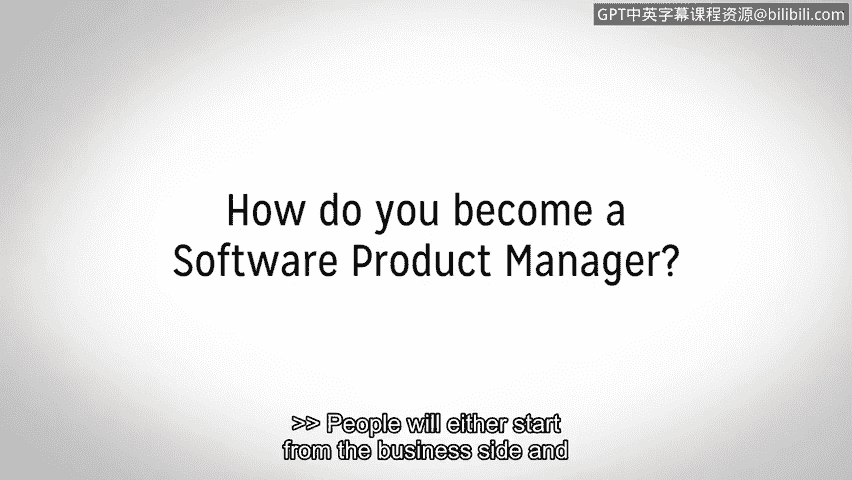 GPT中英字幕课程资源@bilibili.com
How do you become a
Software Product Manager?
>> People will either start
from the business side and